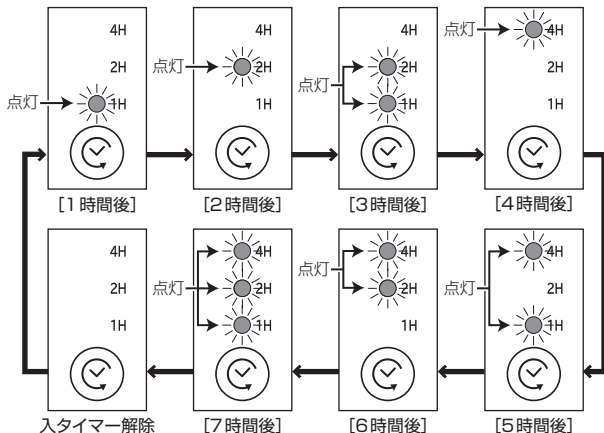 4H
2H
点灯 1H
[1時間後]
4H
点灯 2H
1H
[2時間後]
4H
2H
点灯
1H
[3時間後]
点灯 4H
2H
1H
[4時間後]
4H
2H
1H
入タイマー解除
4H
点灯 2H
1H
[7時間後]
4H
点灯
2H
1H
[6時間後]
4H
点灯 2H
1H
[5時間後]